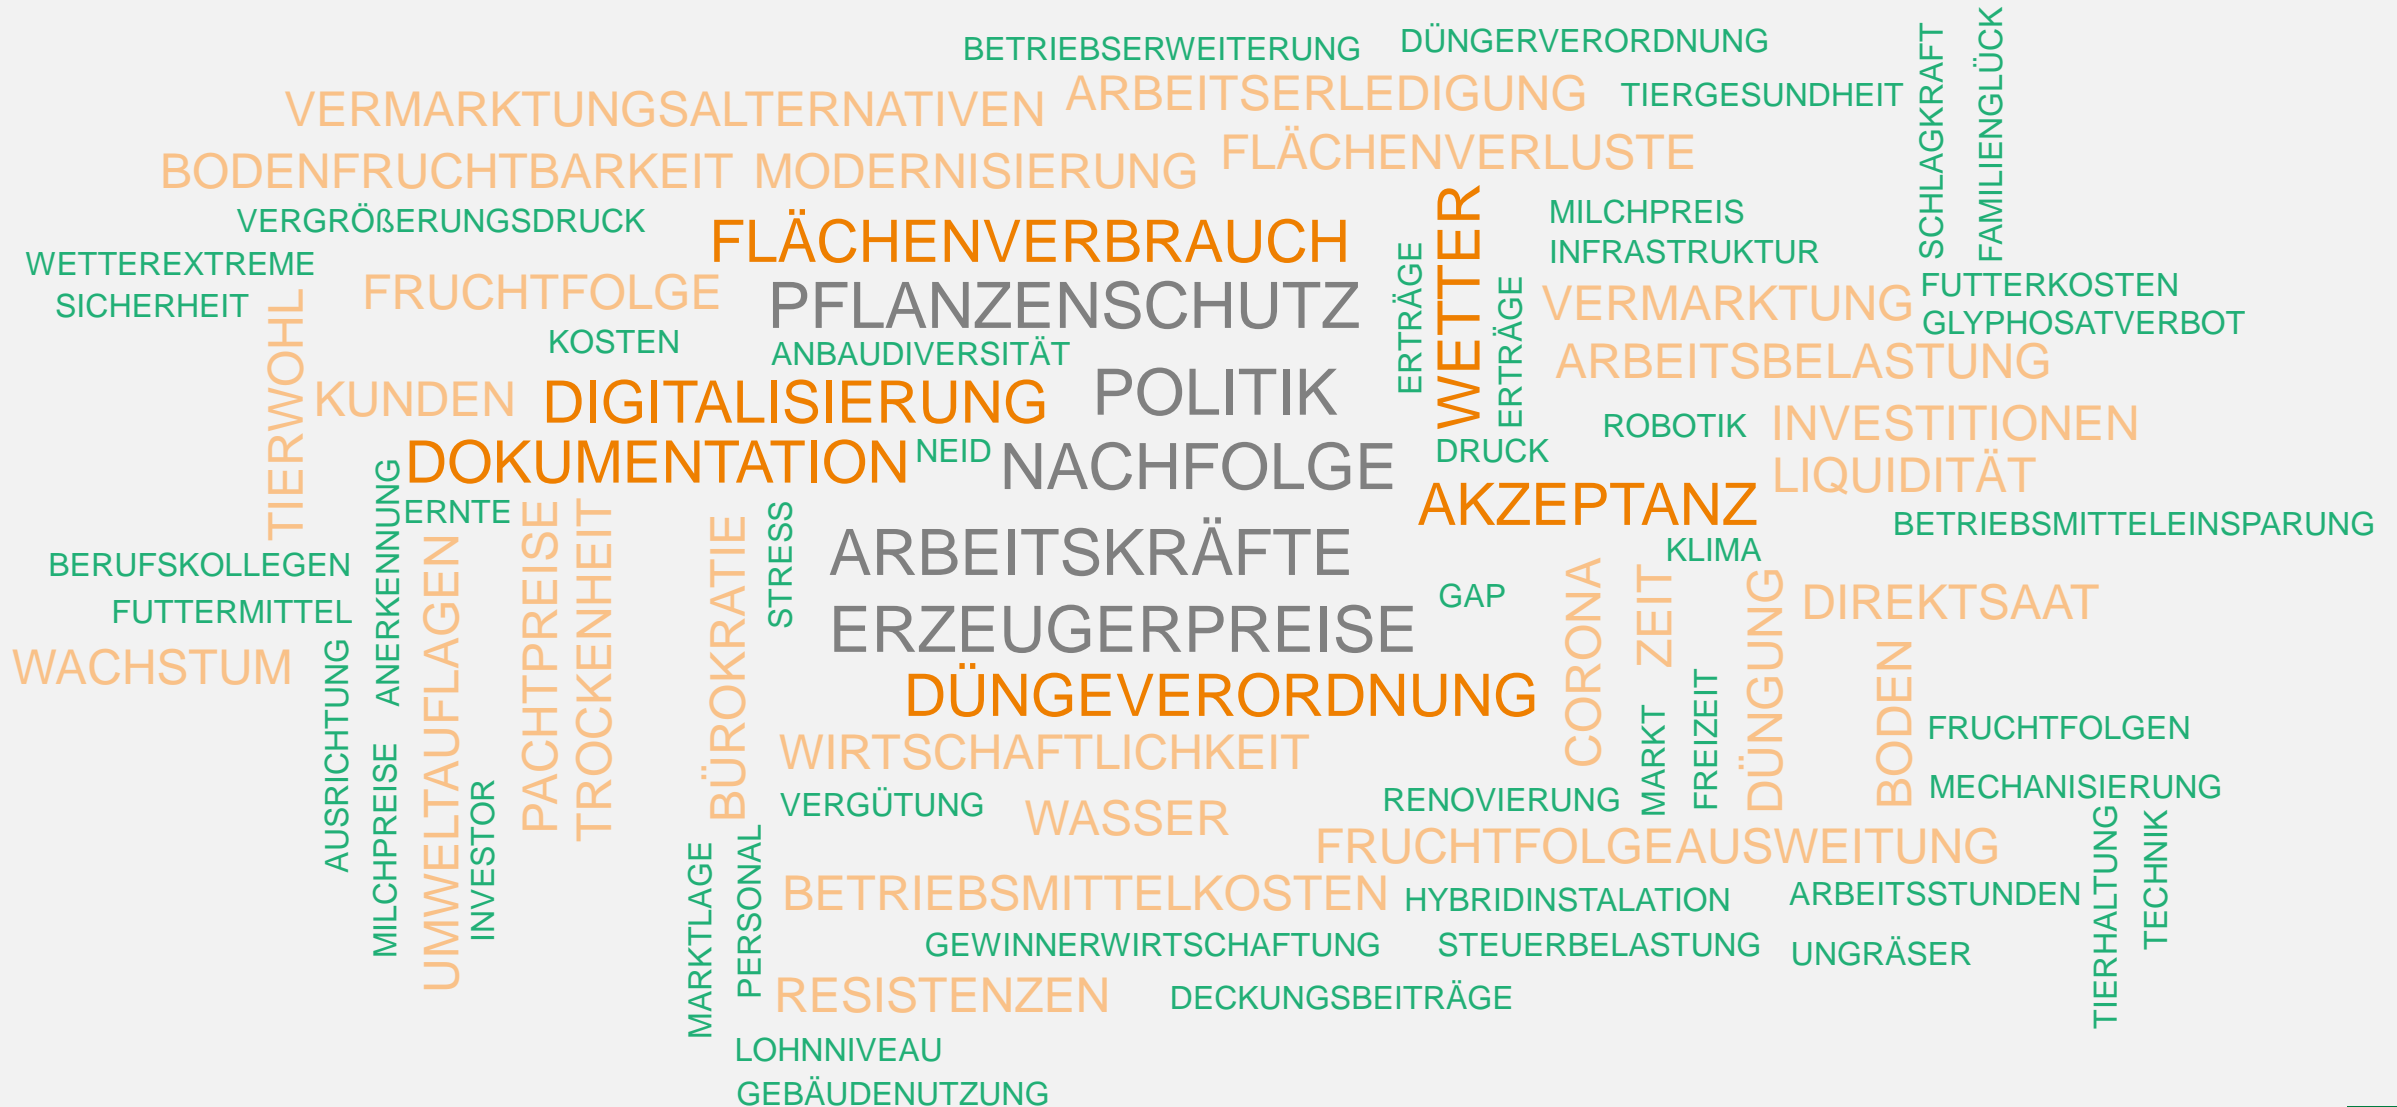 BETRIEBSERWEITERUNG
DÜNGERVERORDNUNG
SCHLAGKRAFT
FAMILIENGLÜCK
VERMARKTUNGSALTERNATIVEN
ARBEITSERLEDIGUNG
TIERGESUNDHEIT
BODENFRUCHTBARKEIT
MODERNISIERUNG
FLÄCHENVERLUSTE
VERGRÖßERUNGSDRUCK
FLÄCHENVERBRAUCH
WETTER
MILCHPREIS
INFRASTRUKTUR
WETTEREXTREME
SICHERHEIT
TIERWOHL
FRUCHTFOLGE
PFLANZENSCHUTZ
ERTRÄGE
ERTRÄGE
VERMARKTUNG
FUTTERKOSTEN
GLYPHOSATVERBOT
KOSTEN
ANBAUDIVERSITÄT
ARBEITSBELASTUNG
KUNDEN
DIGITALISIERUNG
POLITIK
ROBOTIK
INVESTITIONEN
DOKUMENTATION
NEID
NACHFOLGE
DRUCK
LIQUIDITÄT
ANERKENNUNG
ERNTE
PACHTPREISE
TROCKENHEIT
BÜROKRATIE
STRESS
AKZEPTANZ
BETRIEBSMITTELEINSPARUNG
BERUFSKOLLEGEN
UMWELTAUFLAGEN
ARBEITSKRÄFTE
KLIMA
FUTTERMITTEL
ERZEUGERPREISE
GAP
CORONA
ZEIT
DÜNGUNG
DIREKTSAAT
WACHSTUM
AUSRICHTUNG
DÜNGEVERORDNUNG
MARKT
FREIZEIT
BODEN
FRUCHTFOLGEN
MILCHPREISE
INVESTOR
WIRTSCHAFTLICHKEIT
MECHANISIERUNG
VERGÜTUNG
WASSER
RENOVIERUNG
TIERHALTUNG
TECHNIK
MARKTLAGE
PERSONAL
FRUCHTFOLGEAUSWEITUNG
BETRIEBSMITTELKOSTEN
HYBRIDINSTALATION
ARBEITSSTUNDEN
GEWINNERWIRTSCHAFTUNG
STEUERBELASTUNG
UNGRÄSER
RESISTENZEN
DECKUNGSBEITRÄGE
LOHNNIVEAU
GEBÄUDENUTZUNG